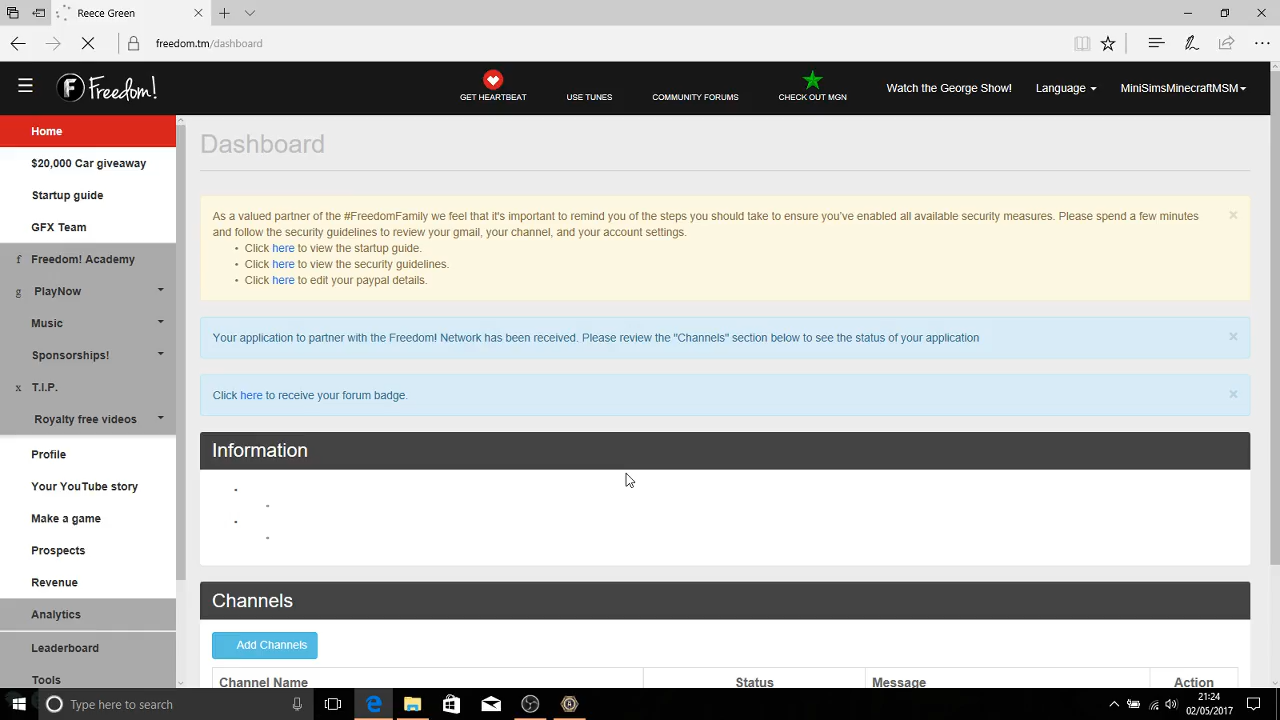 Reece Green
freedom.tm/dashboard
Freedom!
GET HEARTBEAT
USE TUNES
COMMUNITY FORUMS
CHECK OUT MGN
Watch the George Show!
Language
MiniSimsMinecraftMSM
Home
$20,000 Car giveaway
Startup guide
GFX Team
f Freedom! Academy
g PlayNow
Music
Sponsorships!
x T.I.P.
Royalty free videos
Profile
Your YouTube story
Make a game
Prospects
Revenue
Analytics
Leaderboard
Tools
Dashboard
As a valued partner of the #FreedomFamily we feel that it's important to remind you of the steps you should take to ensure you've enabled all available security measures. Please spend a few minutes
and follow the security guidelines to review your gmail, your channel, and your account settings.
• Click here to view the startup guide.
• Click here to view the security guidelines.
• Click here to edit your paypal details.
×
Your application to partner with the Freedom! Network has been received. Please review the "Channels" section below to see the status of your application
×
Click here to receive your forum badge.
×
Information
Channels
Add Channels
Channel Name Status Message Action
Type here to search
21:24
02/05/2017